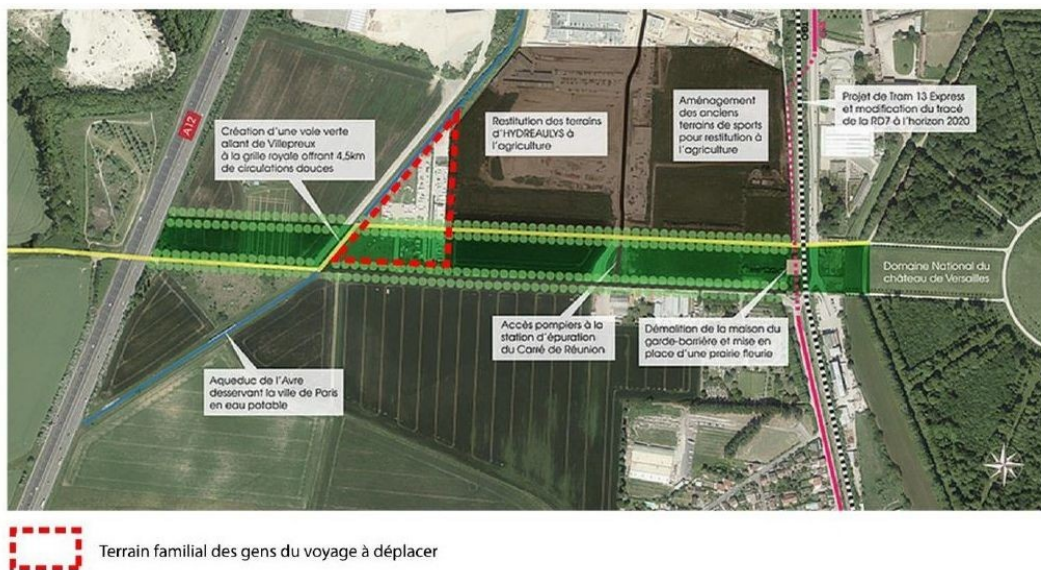 A12
Création d'une voie verte
allant de Villepreux
à la grille royale offrant 4,5km
de circulations douces
Restitution des terrains
d'HYDREAULYS à
l'agriculture
Aménagement
des anciens
terrains de sports
pour restitution à
l'agriculture
Projet de Tram 13 Express
et modification du tracé
de la RD7 à l'horizon 2020
Domaine National du
château de Versailles
Accès pompiers à la
station d'épuration
du Carré de Réunion
Démolition de la maison du
garde-barrière et mise en
place d'une prairie fleurie
Aqueduc de l'Avre
desservant la ville de Paris
en eau potable
Terrain familial des gens du voyage à déplacer